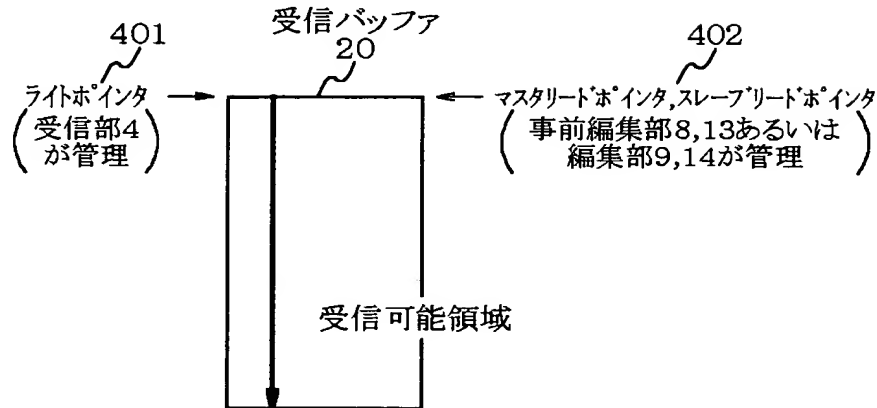 401
受信バッファ
20
402
ライトポインタ
(受信部4
が管理)
マスタリードポインタ,スレーブリードポインタ
(事前編集部8,13あるいは
編集部9,14が管理)
受信可能領域